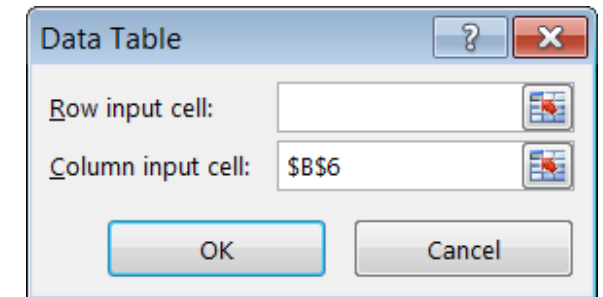 Data Table
?
Row input cell:
Column input cell: $B$6
OK Cancel